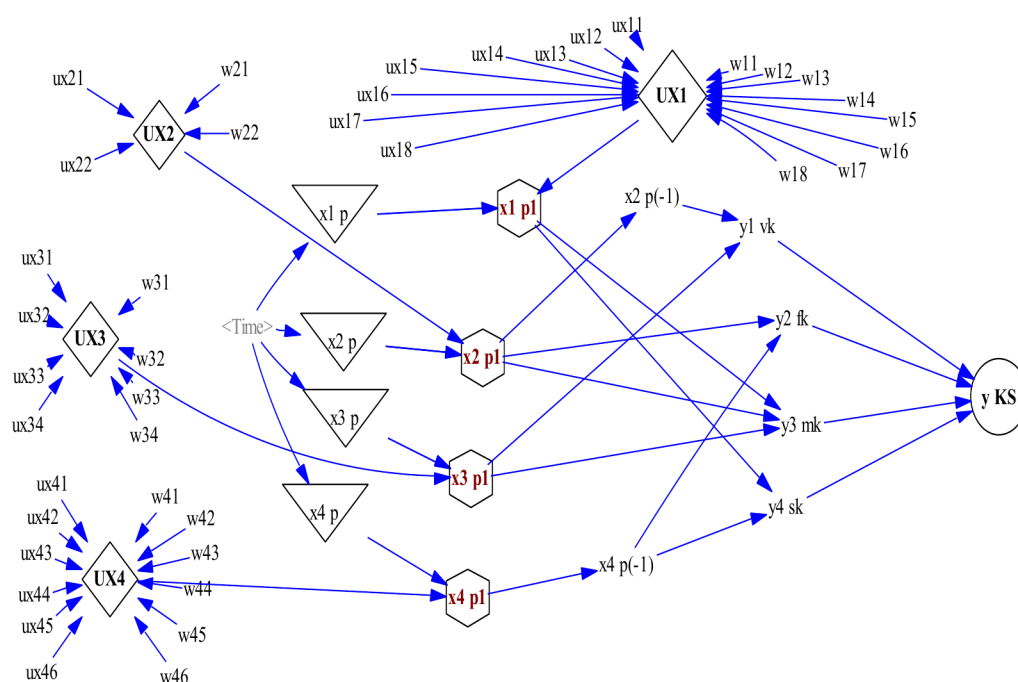 ux11
ux12
ux13
ux14
ux15
ux16
ux17
ux18
UX1
w11
w12
w13
w14
w15
w16
w17
w18
ux21
ux22
UX2
w21
w22
x1 p
x1 p1
x2 p(-1)
y1 vk
ux31
ux32
ux33
ux34
UX3
w31
w32
w33
w34
<Time>
x2 p
x2 p1
y2 fk
x3 p
x3 p1
y3 mk
y KS
x4 p
x4 p1
x4 p(-1)
y4 sk
ux41
ux42
ux43
ux44
ux45
ux46
UX4
w41
w42
w43
w44
w45
w46